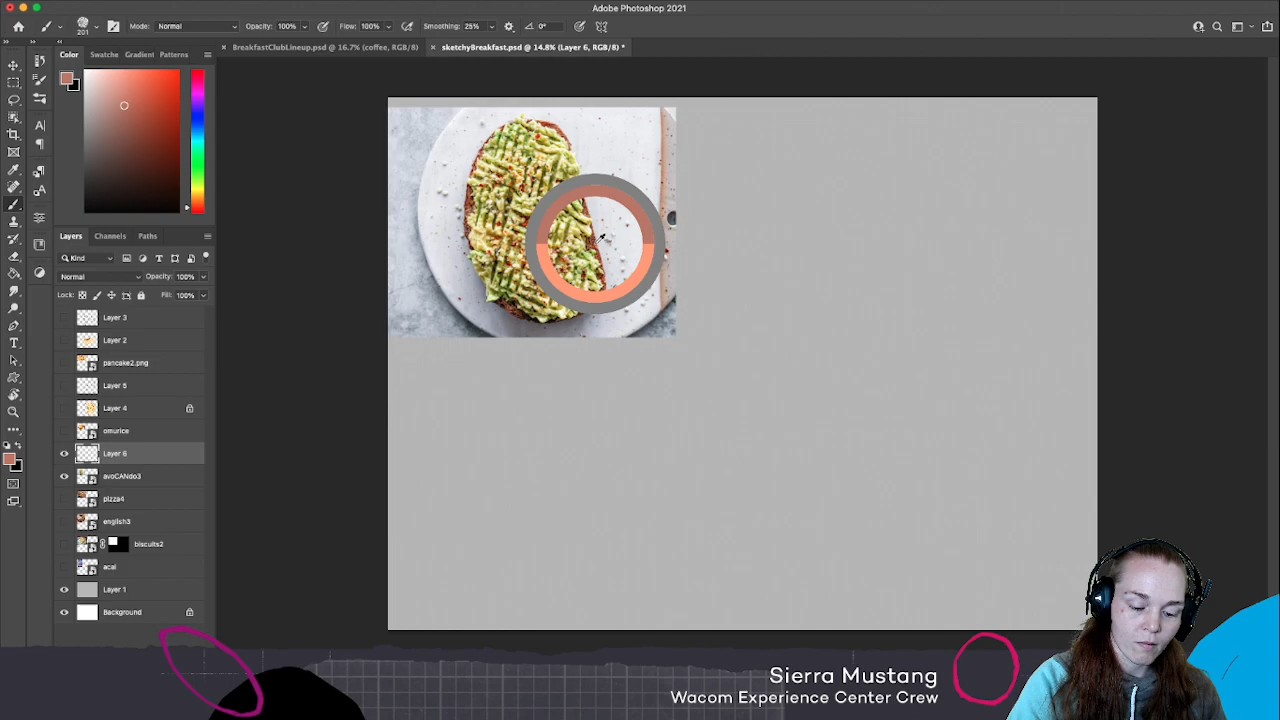 Adobe Photoshop 2021
201 Mode: Normal Opacity: 100% Flow: 100% Smoothing: 25% 0°
Color Swatche Gradient Patterns
× BreakfastClubLineup.psd @ 16.7% (coffee, RGB/8)
× sketchyBreakfast.psd @ 14.8% (Layer 6, RGB/8) *
Layers Channels Paths
Kind
Normal Opacity: 100%
Lock: Fill: 100%
Layer 3
Layer 2
pancake2.png
Layer 5
Layer 4
omurice
Layer 6
avoCANdo3
pizza4
english3
biscuits2
acai
Layer 1
Background
Sierra Mustang
Wacom Experience Center Crew